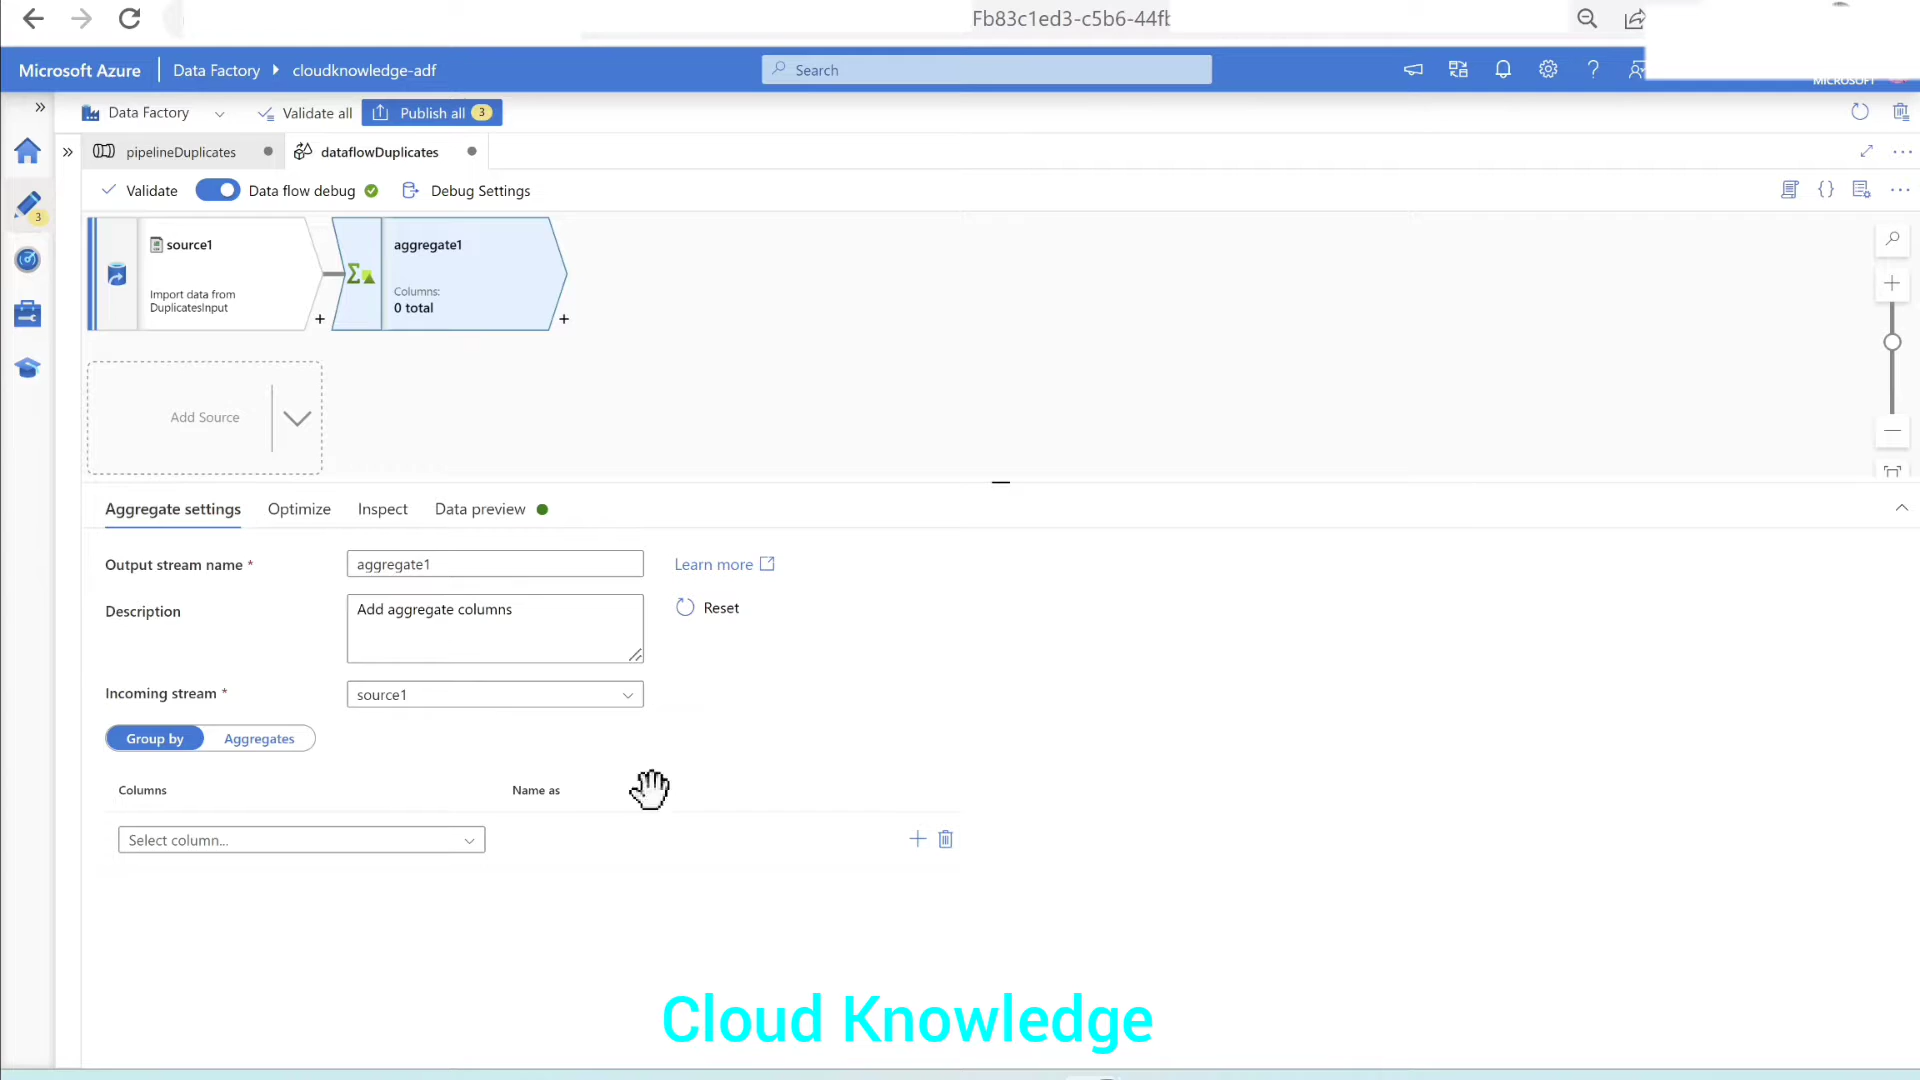 Fb83c1ed3-c5b6-44fb
Microsoft Azure
Data Factory
cloudknowledge-adf
Search
Data Factory
Validate all
Publish all
3
pipelineDuplicates
dataflowDuplicates
3
Validate
Data flow debug
Debug Settings
source1
Import data from
DuplicatesInput
aggregate1
Columns:
0 total
Add Source
Aggregate settings
Optimize
Inspect
Data preview
Output stream name *
aggregate1
Learn more
Description
Add aggregate columns
Reset
Incoming stream *
source1
Group by
Aggregates
Columns
Name as
Select column...
Cloud Knowledge